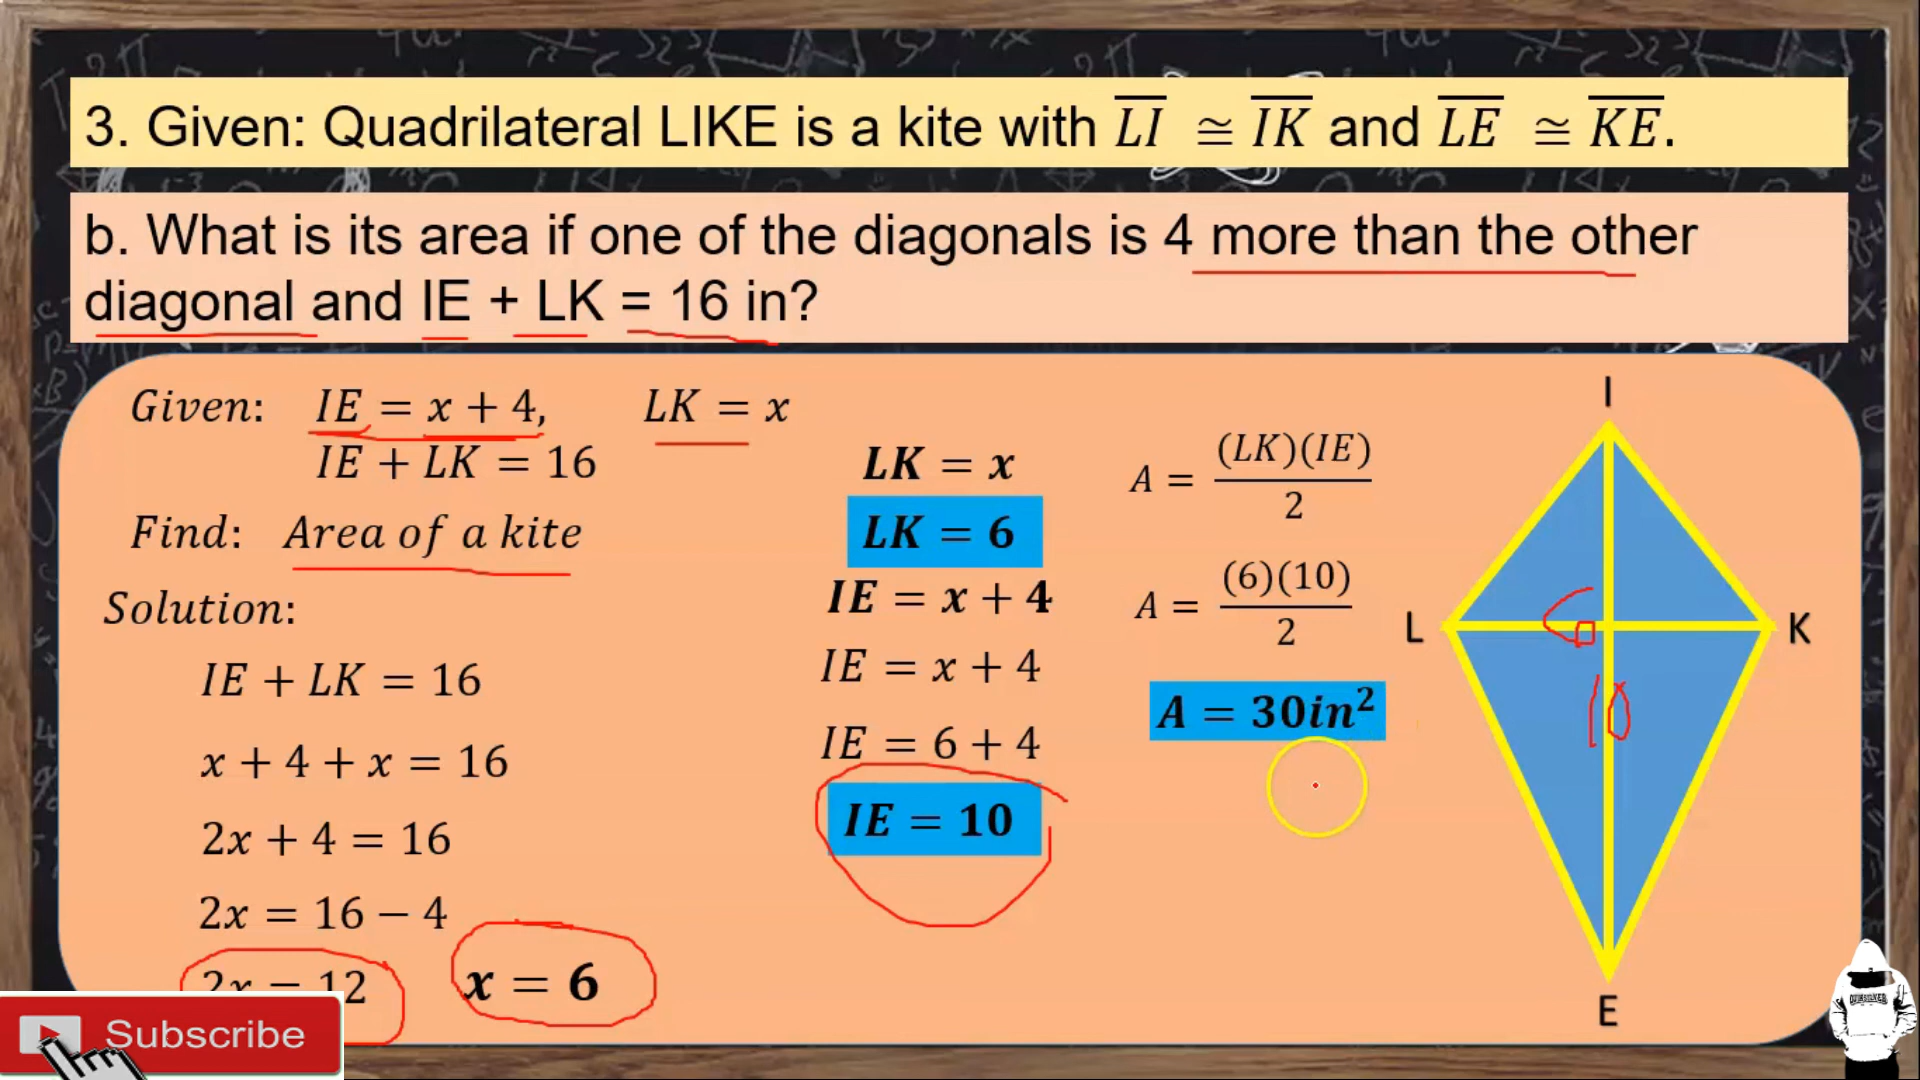 3. Given: Quadrilateral LIKE is a kite with LI ≅ IK and LE ≅ KE.
b. What is its area if one of the diagonals is 4 more than the other
diagonal and IE + LK = 16 in?
Given: IE = x + 4, LK = x
IE + LK = 16
Find: Area of a kite
Solution:
IE + LK = 16
x + 4 + x = 16
2x + 4 = 16
2x = 16 − 4
2x = 12
x = 6
LK = x
LK = 6
IE = x + 4
IE = x + 4
IE = 6 + 4
IE = 10
A = (LK)(IE)
2
A = (6)(10)
2
A = 30in²
I
L
K
10
E
Subscribe